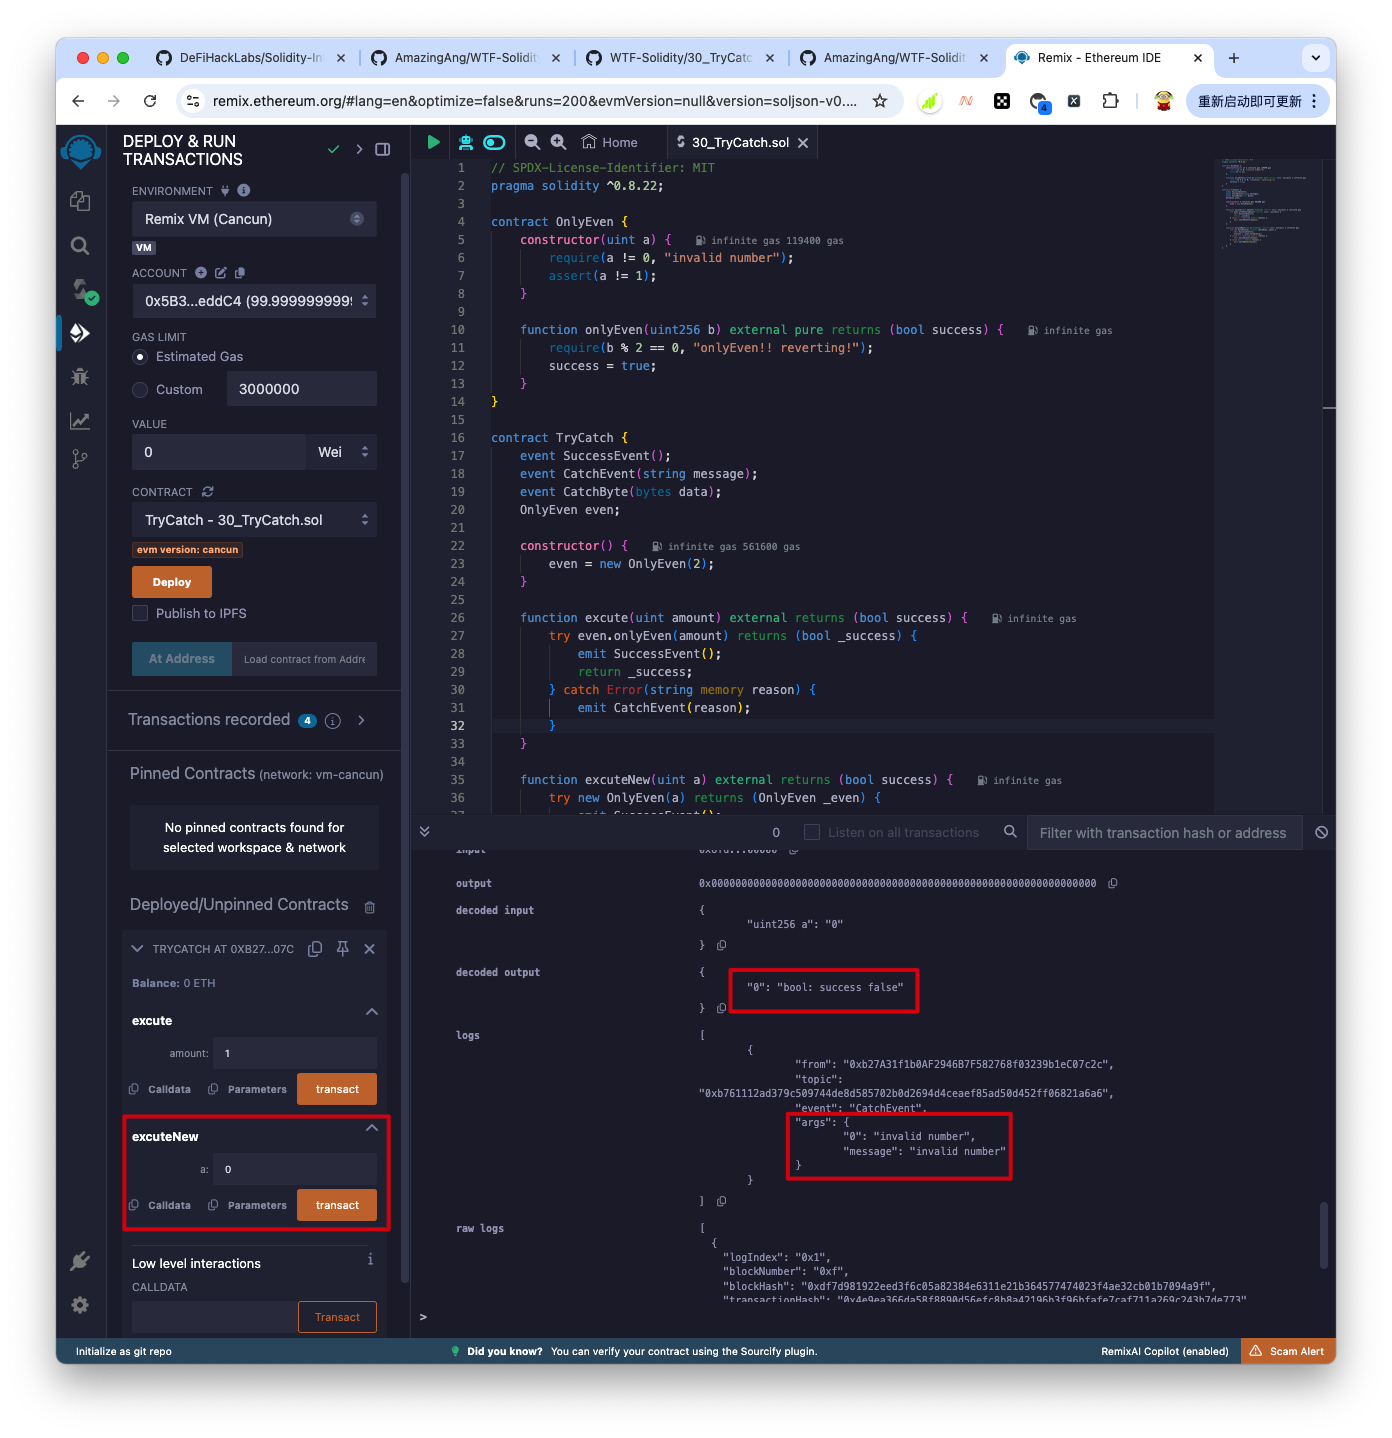 DeFiHackLabs/Solidity-In
AmazingAng/WTF-Solidity
WTF-Solidity/30_TryCatc
AmazingAng/WTF-Solidity
Remix - Ethereum IDE
remix.ethereum.org/#lang=en&optimize=false&runs=200&evmVersion=null&version=soljson-v0....
4
重新启动即可更新
DEPLOY & RUN
TRANSACTIONS
ENVIRONMENT
Remix VM (Cancun)
VM
ACCOUNT
0x5B3...eddC4 (99.9999999999
GAS LIMIT
Estimated Gas
Custom
3000000
VALUE
0
Wei
CONTRACT
TryCatch - 30_TryCatch.sol
evm version: cancun
Deploy
Publish to IPFS
At Address
Load contract from Addre
Transactions recorded 4
Pinned Contracts (network: vm-cancun)
No pinned contracts found for
selected workspace & network
Deployed/Unpinned Contracts
TRYCATCH AT 0XB27...07C
Balance: 0 ETH
excute
amount: 1
Calldata
Parameters
transact
excuteNew
a: 0
Calldata
Parameters
transact
Low level interactions
CALLDATA
Transact
Home
30_TryCatch.sol
1 // SPDX-License-Identifier: MIT
2 pragma solidity ^0.8.22;
3
4 contract OnlyEven {
5 constructor(uint a) { infinite gas 119400 gas
6 require(a != 0, "invalid number");
7 assert(a != 1);
8 }
9
10 function onlyEven(uint256 b) external pure returns (bool success) { infinite gas
11 require(b % 2 == 0, "onlyEven!! reverting!");
12 success = true;
13 }
14 }
15
16 contract TryCatch {
17 event SuccessEvent();
18 event CatchEvent(string message);
19 event CatchByte(bytes data);
20 OnlyEven even;
21
22 constructor() { infinite gas 561600 gas
23 even = new OnlyEven(2);
24 }
25
26 function excute(uint amount) external returns (bool success) { infinite gas
27 try even.onlyEven(amount) returns (bool _success) {
28 emit SuccessEvent();
29 return _success;
30 } catch Error(string memory reason) {
31 emit CatchEvent(reason);
32 }
33 }
34
35 function excuteNew(uint a) external returns (bool success) { infinite gas
36 try new OnlyEven(a) returns (OnlyEven _even) {
37 emit SuccessEvent();
0
Listen on all transactions
Filter with transaction hash or address
input
output 0x0000000000000000000000000000000000000000000000000000000000000000
decoded input {
"uint256 a": "0"
}
decoded output {
"0": "bool: success false"
}
logs [
{
"from": "0xb27A31f1b0AF2946B7F582768f03239b1eC07c2c",
"topic":
"0xb761112ad379c509744de8d585702b0d2694d4ceaef85ad50d452ff06821a6a6",
"event": "CatchEvent",
"args": {
"0": "invalid number",
"message": "invalid number"
}
}
]
raw logs [
{
"logIndex": "0x1",
"blockNumber": "0xf",
"blockHash": "0xdf7d981922eed3f6c05a82384e6311e21b364577474023f4ae32cb01b7094a9f",
"transactionHash": "0x4e9ea366da58f8890d56efc8b8a42196b3f96bfafe7caf711a269c243b7de773"
>
Initialize as git repo
Did you know? You can verify your contract using the Sourcify plugin.
RemixAI Copilot (enabled)
Scam Alert